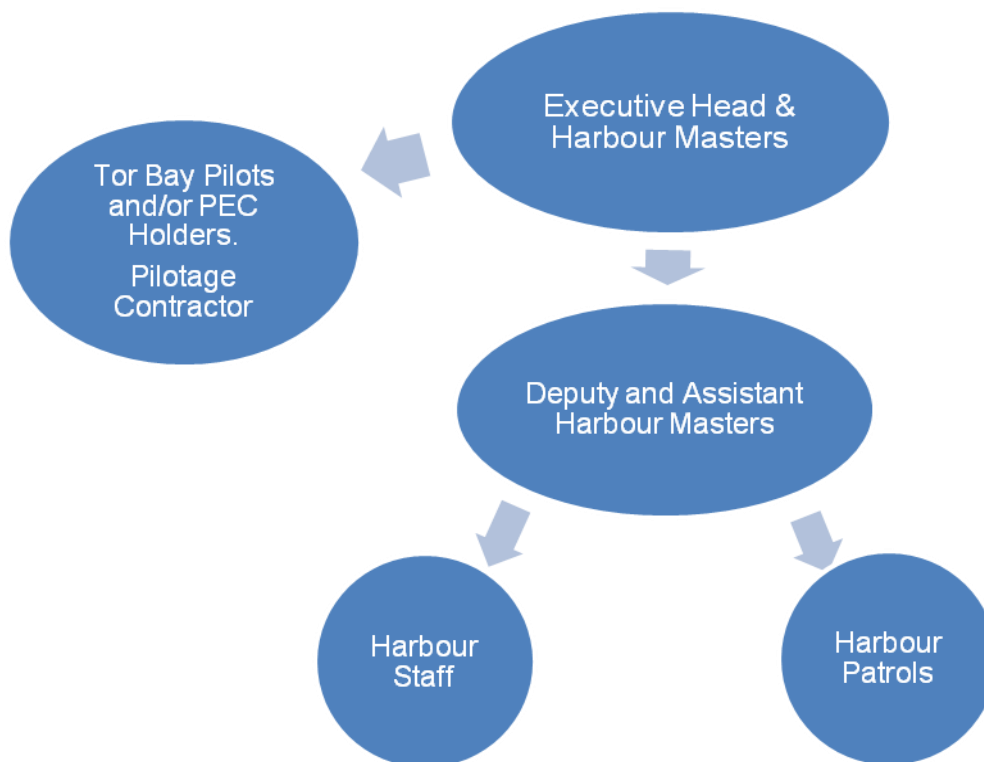 Executive Head &
Harbour Masters
Tor Bay Pilots
and/or PEC
Holders.
Pilotage
Contractor
Deputy and Assistant
Harbour Masters
Harbour
Staff
Harbour
Patrols